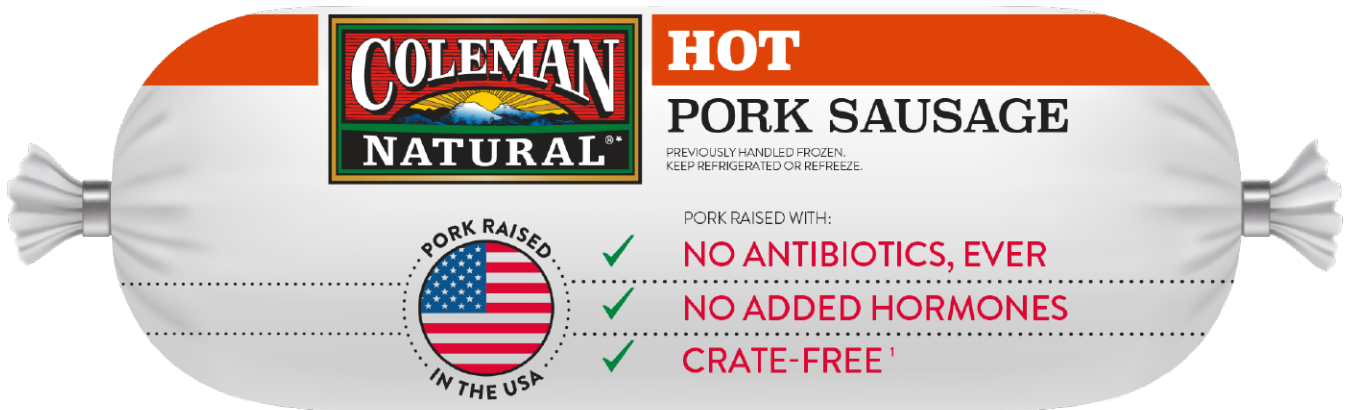 COLEMAN
NATURAL®*
HOT
PORK SAUSAGE
PREVIOUSLY HANDLED FROZEN.
KEEP REFRIGERATED OR REFREEZE.
PORK RAISED
IN THE USA
PORK RAISED WITH:
NO ANTIBIOTICS, EVER
NO ADDED HORMONES
CRATE-FREE¹